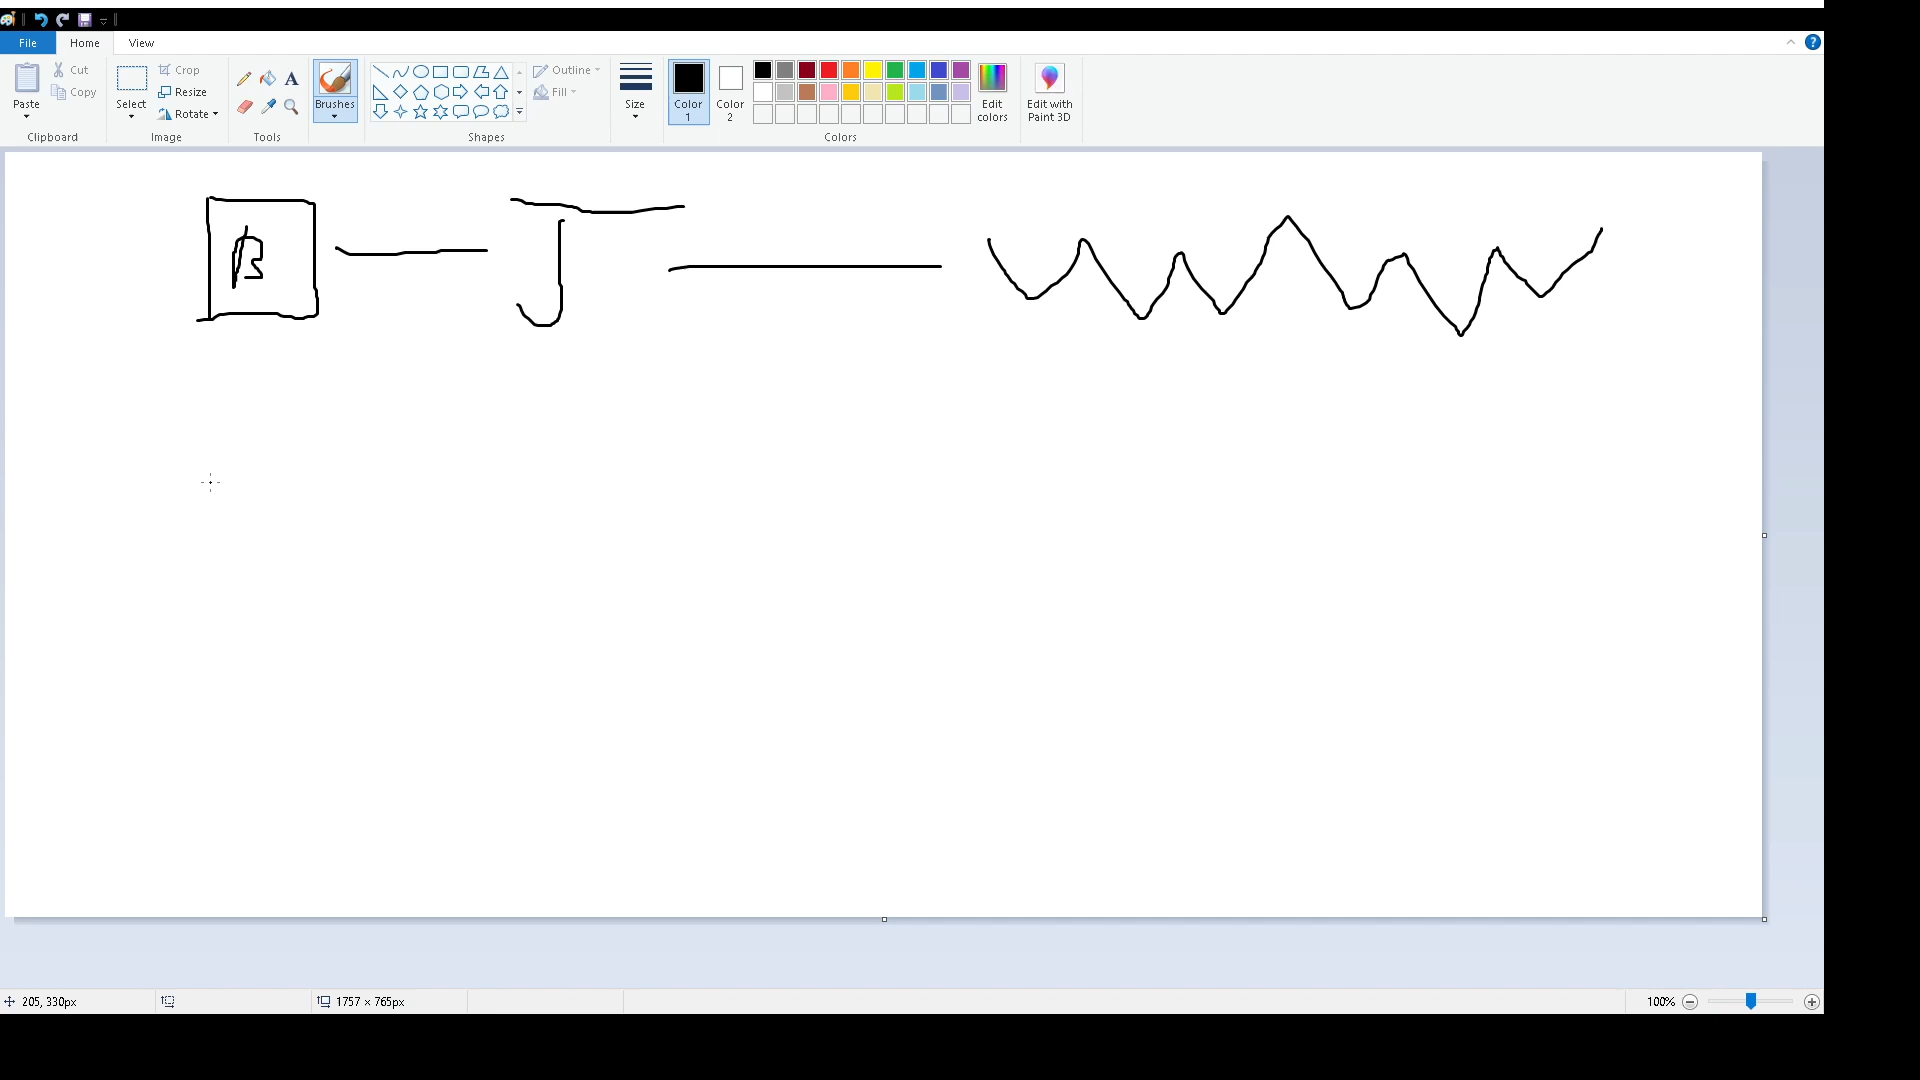 File Home View
Paste Cut Copy Select Crop Resize Rotate Brushes Outline Fill Size Color 1 Color 2 Edit colors Edit with Paint 3D
Clipboard Image Tools Shapes Colors
B J
205, 330px 1757 × 765px 100%